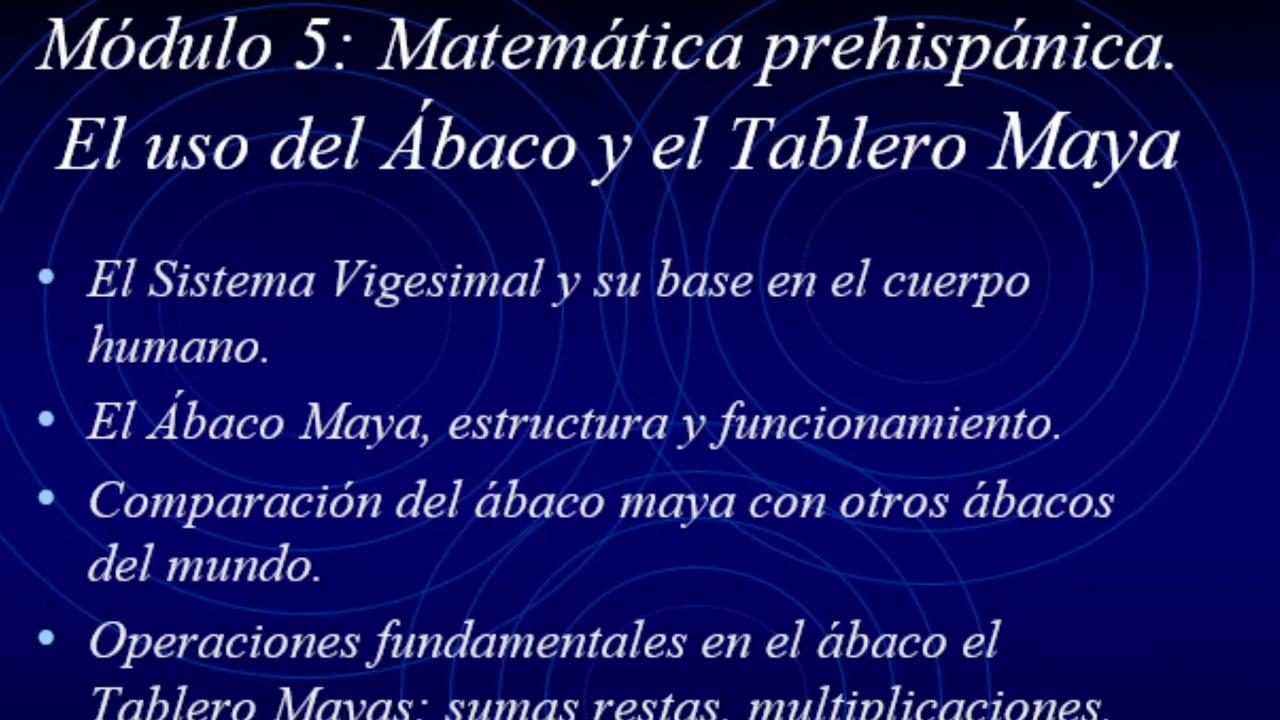 Módulo 5: Matemática prehispánica.
El uso del Ábaco y el Tablero Maya
• El Sistema Vigesimal y su base en el cuerpo
humano.
• El Ábaco Maya, estructura y funcionamiento.
• Comparación del ábaco maya con otros ábacos
del mundo.
• Operaciones fundamentales en el ábaco el
Tablero Mayas: sumas restas, multiplicaciones,